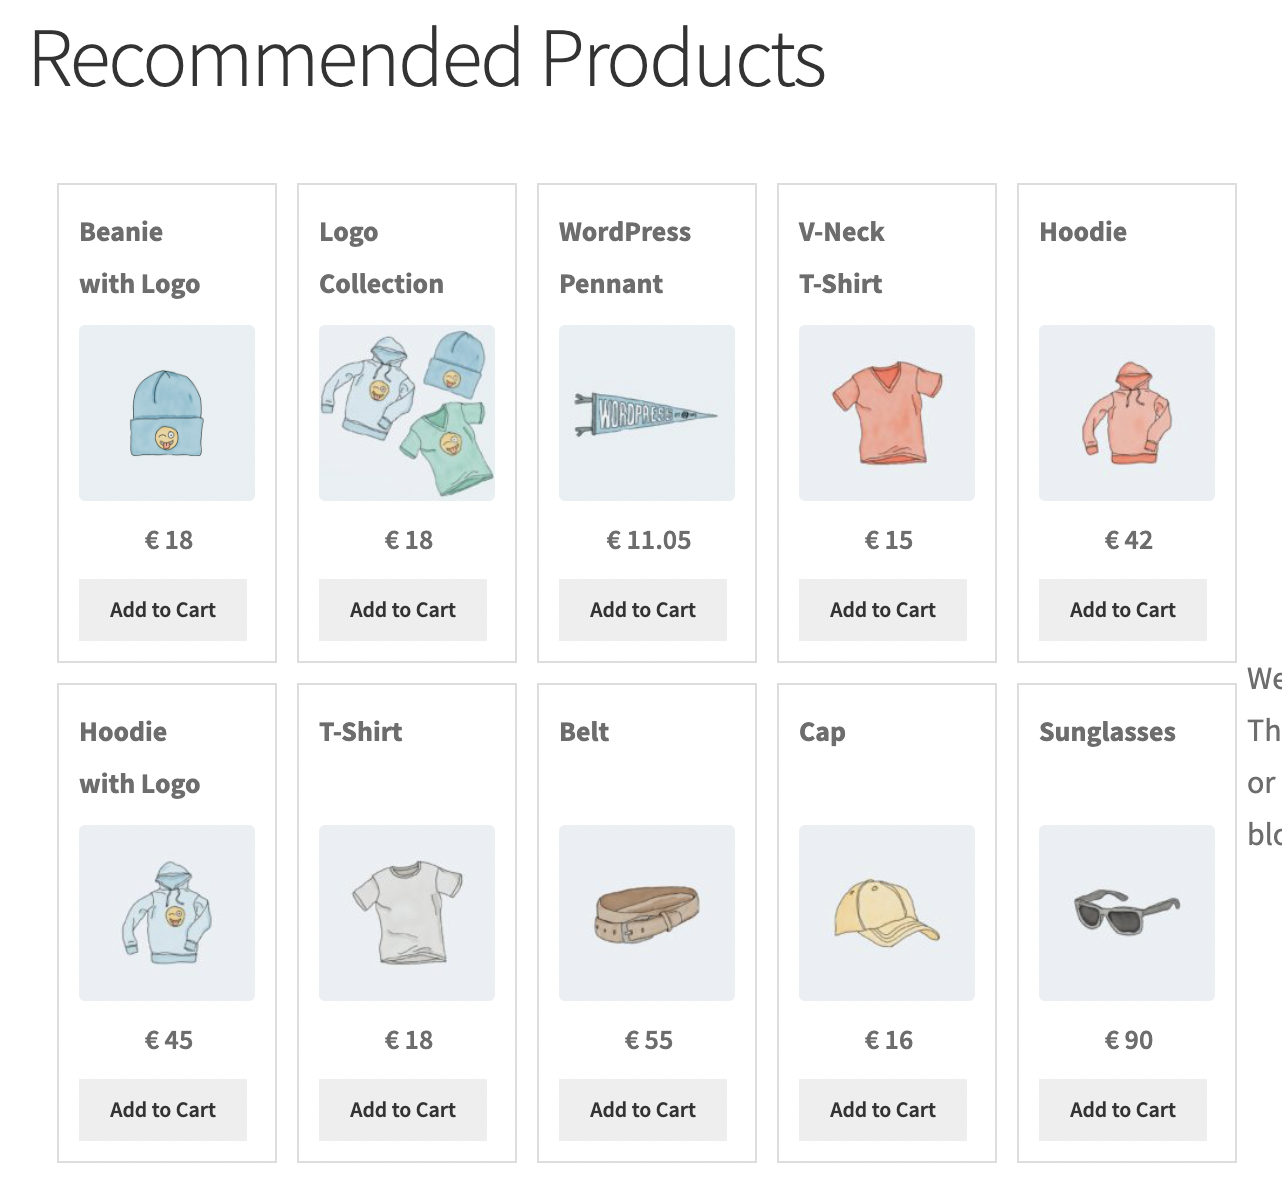 Recommended Products
Beanie
with Logo
€ 18
Add to Cart
Logo
Collection
€ 18
Add to Cart
WordPress
Pennant
WORDPRESS
€ 11.05
Add to Cart
V-Neck
T-Shirt
€ 15
Add to Cart
Hoodie
€ 42
Add to Cart
Hoodie
with Logo
€ 45
Add to Cart
T-Shirt
€ 18
Add to Cart
Belt
€ 55
Add to Cart
Cap
€ 16
Add to Cart
Sunglasses
€ 90
Add to Cart
We
Th
or
blo